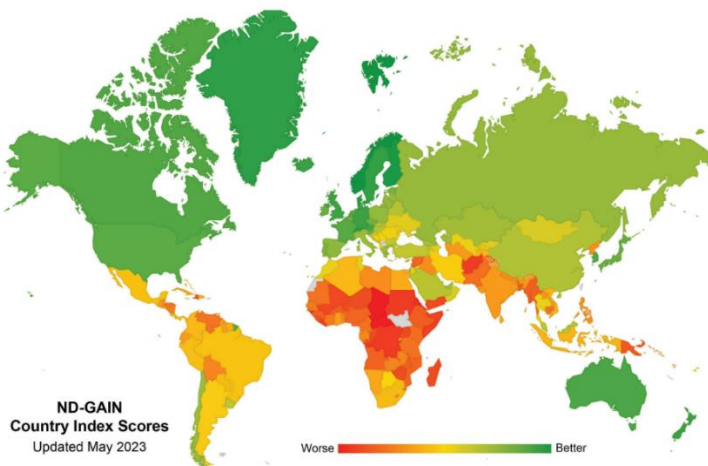 ND-GAIN
Country Index Scores
Updated May 2023
Worse
Better